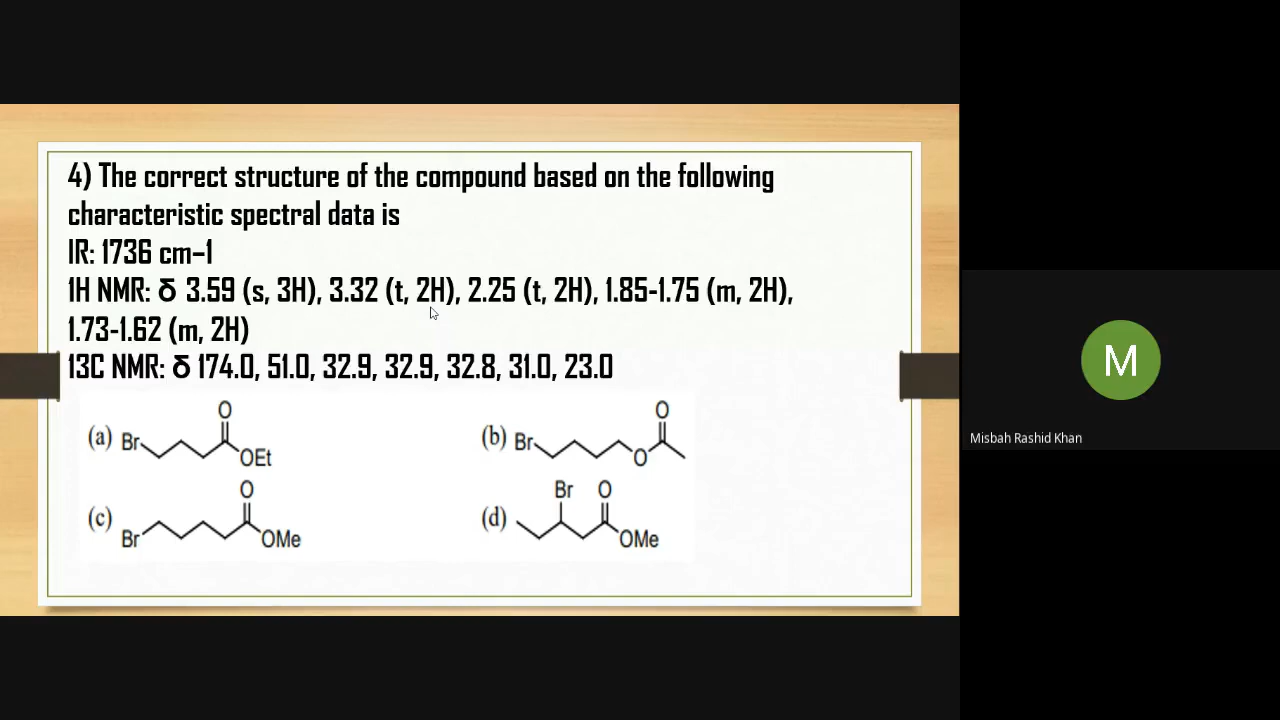 4) The correct structure of the compound based on the following
characteristic spectral data is
IR: 1736 cm–1
1H NMR: δ 3.59 (s, 3H), 3.32 (t, 2H), 2.25 (t, 2H), 1.85-1.75 (m, 2H),
1.73-1.62 (m, 2H)
13C NMR: δ 174.0, 51.0, 32.9, 32.9, 32.8, 31.0, 23.0
(a) Br O OEt
(b) Br O O
(c) Br O OMe
(d) Br O OMe
M
Misbah Rashid Khan